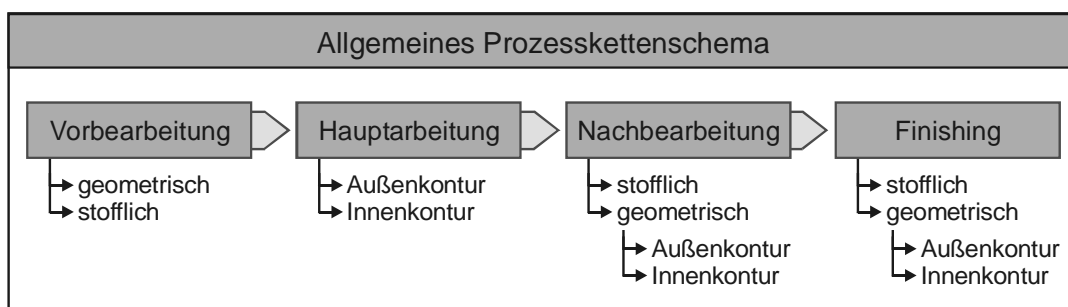 Allgemeines Prozesskettenschema
Vorbearbeitung
geometrisch
stofflich
Hauptarbeitung
Außenkontur
Innenkontur
Nachbearbeitung
stofflich
geometrisch
Außenkontur
Innenkontur
Finishing
stofflich
geometrisch
Außenkontur
Innenkontur